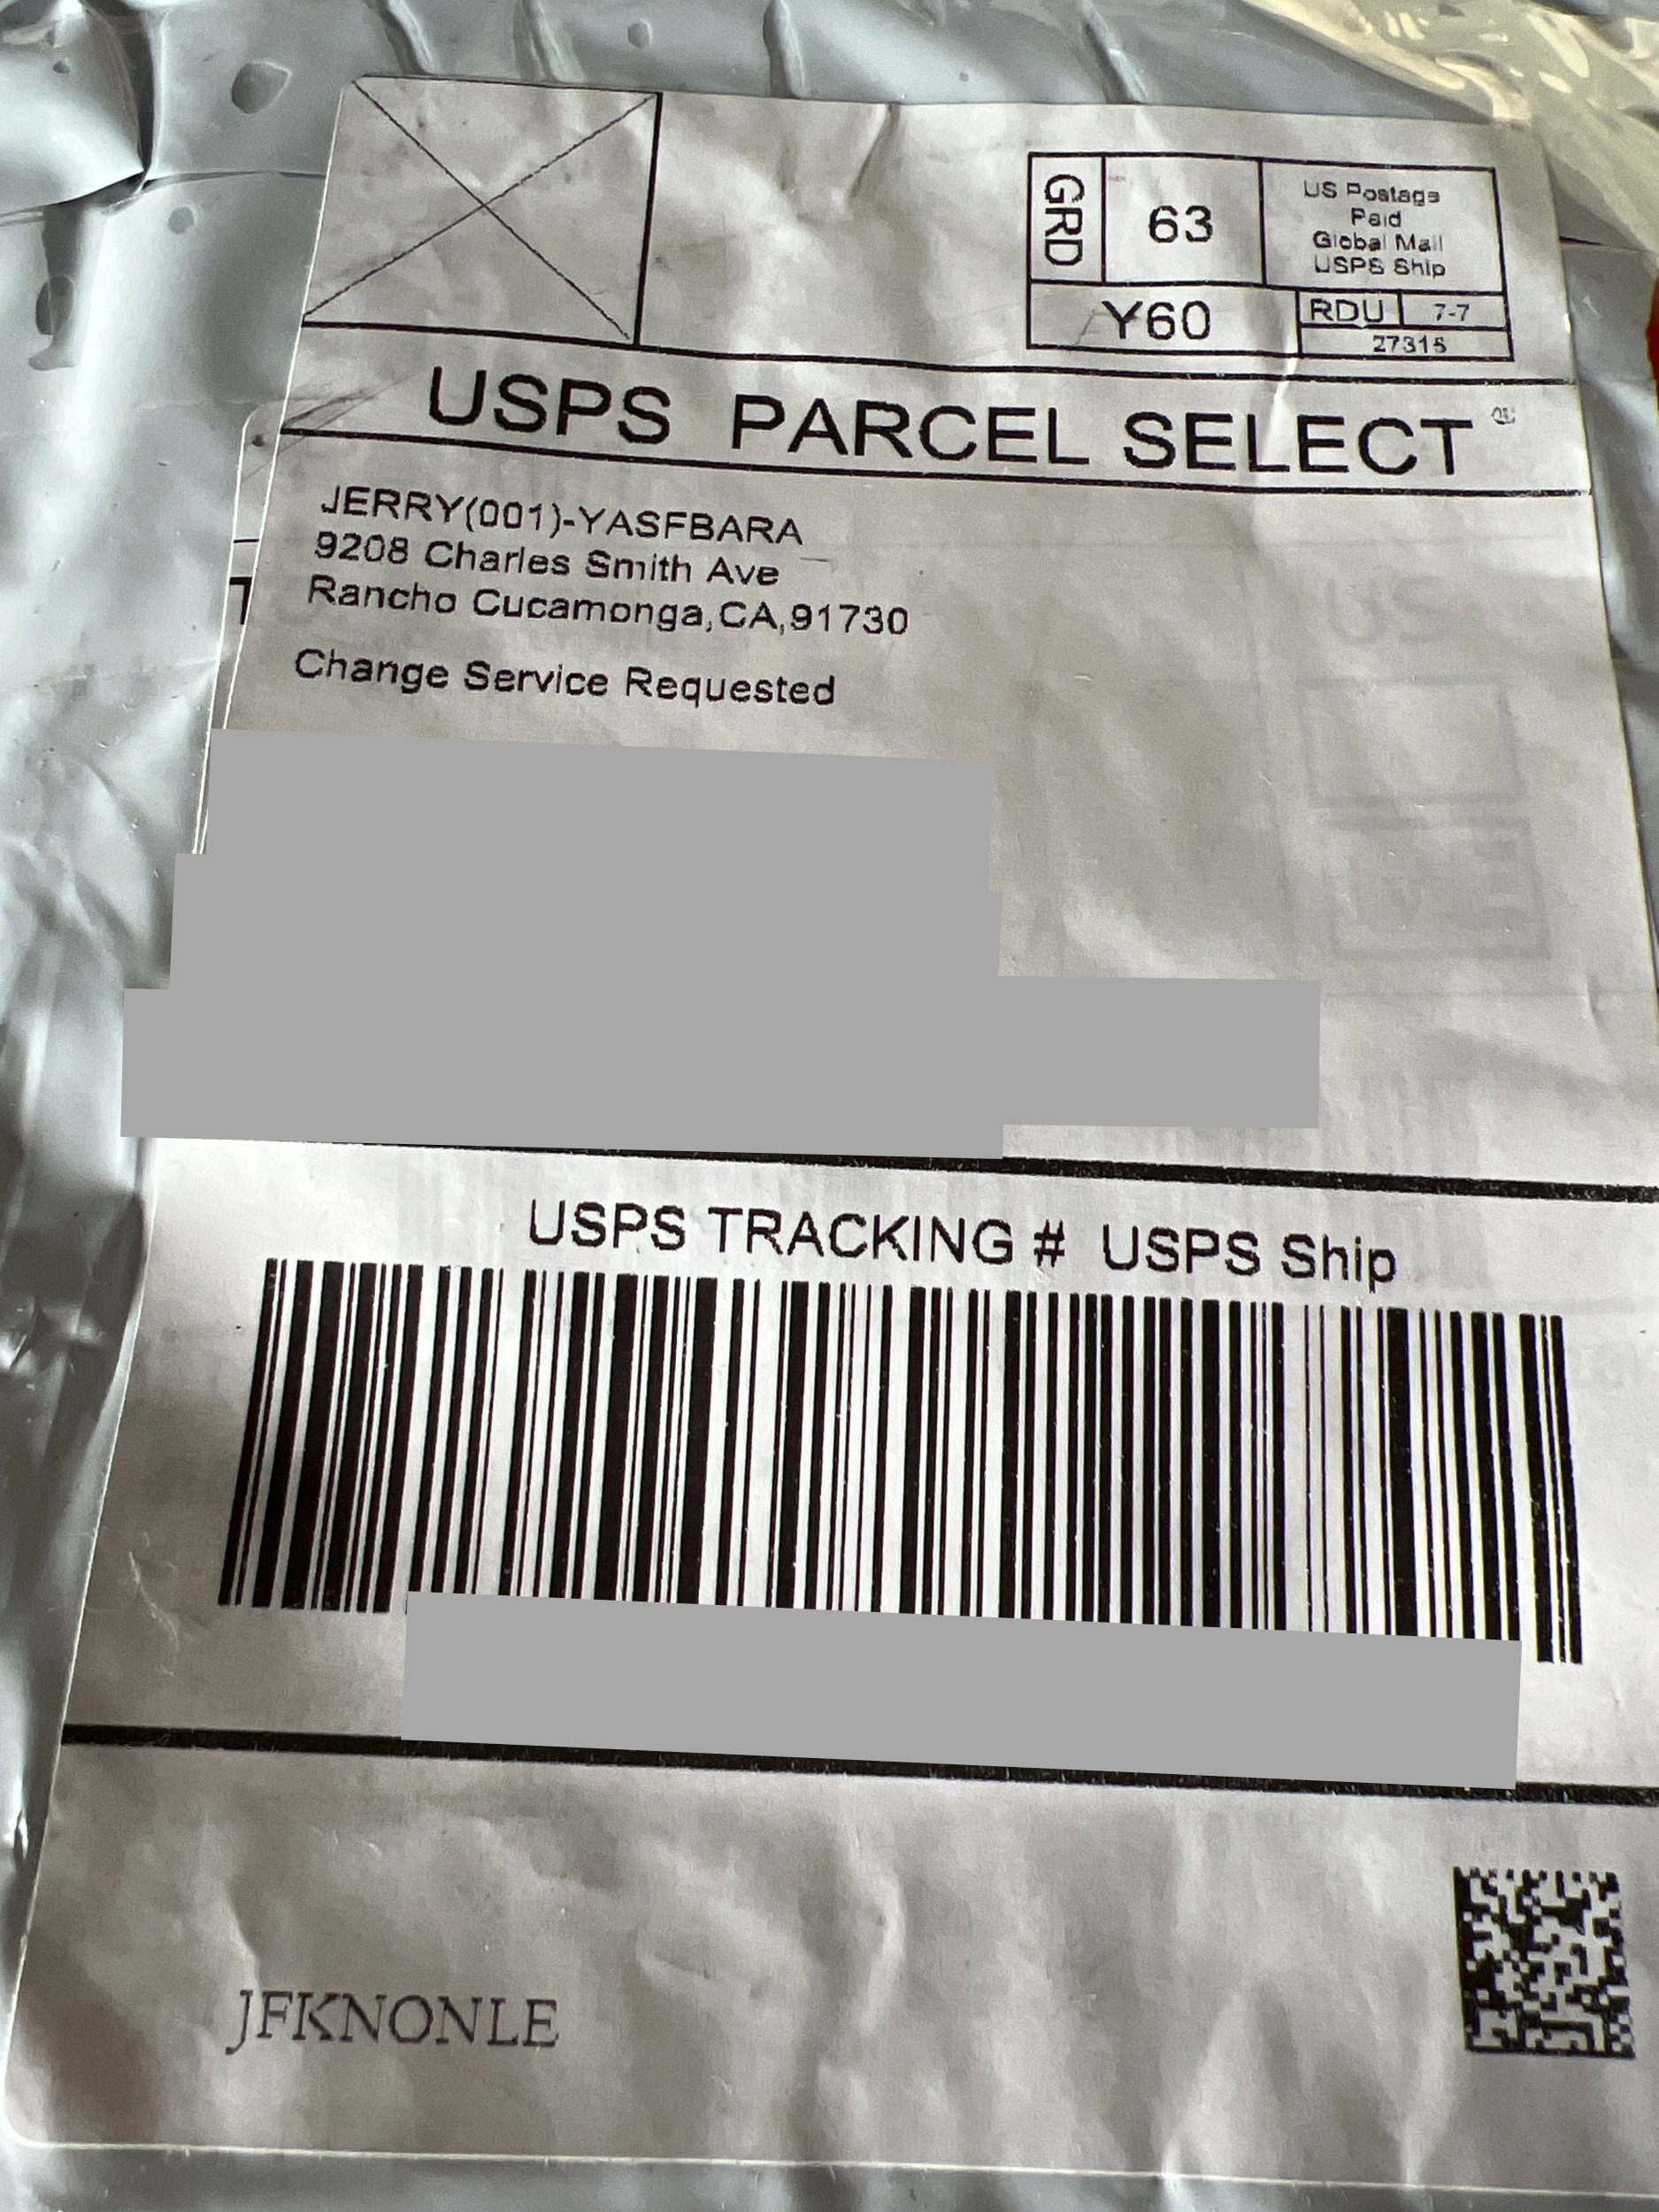 GRD
63
US Postage
Paid
Global Mail
USPS Ship
Y60
RDU 7-7
27315
USPS PARCEL SELECT
JERRY(001)-YASFBARA
9208 Charles Smith Ave
Rancho Cucamonga,CA,91730
Change Service Requested
T
USPS TRACKING # USPS Ship
JFKNONLE